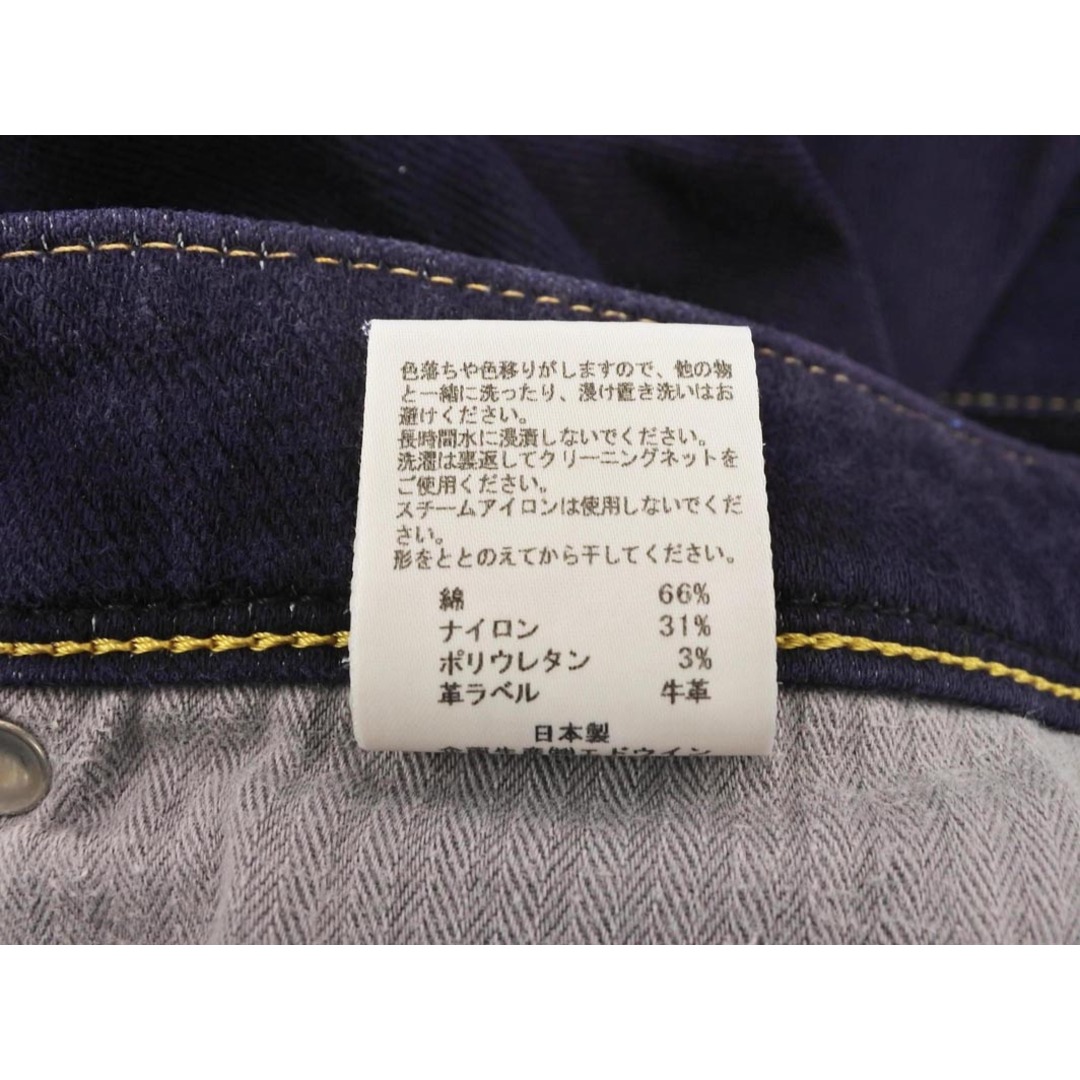 色落ちや色移りがしますので、他の物
と一緒に洗ったり、浸け置き洗いはお
避けください。
長時間水に浸漬しないでください。
洗濯は裏返してクリーニングネットを
ご使用ください。
スチームアイロンは使用しないでくだ
さい。
形をととのえてから干してください。
綿 66%
ナイロン 31%
ポリウレタン 3%
革ラベル 牛革
日本製
エドウイン